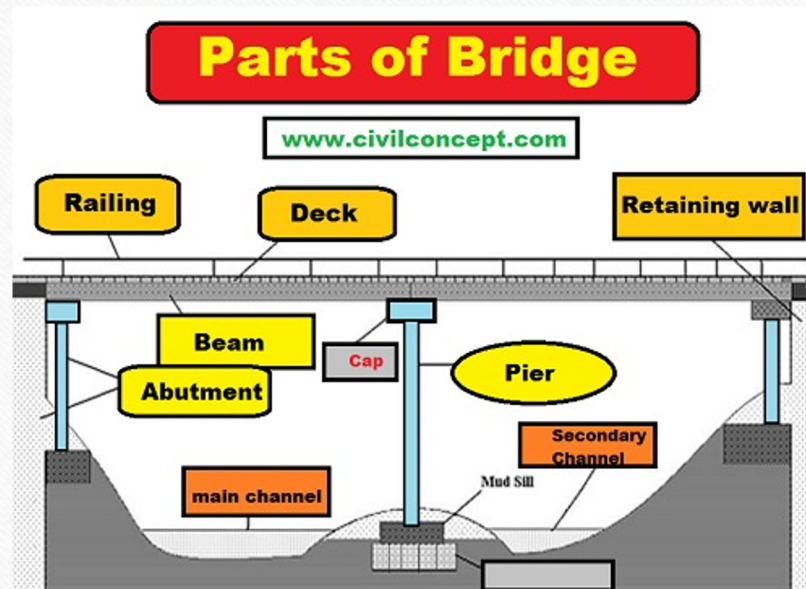 Parts of Bridge
www.civilconcept.com
Railing
Deck
Retaining wall
Beam
Cap
Abutment
Pier
Secondary
Channel
main channel
Mud Sill